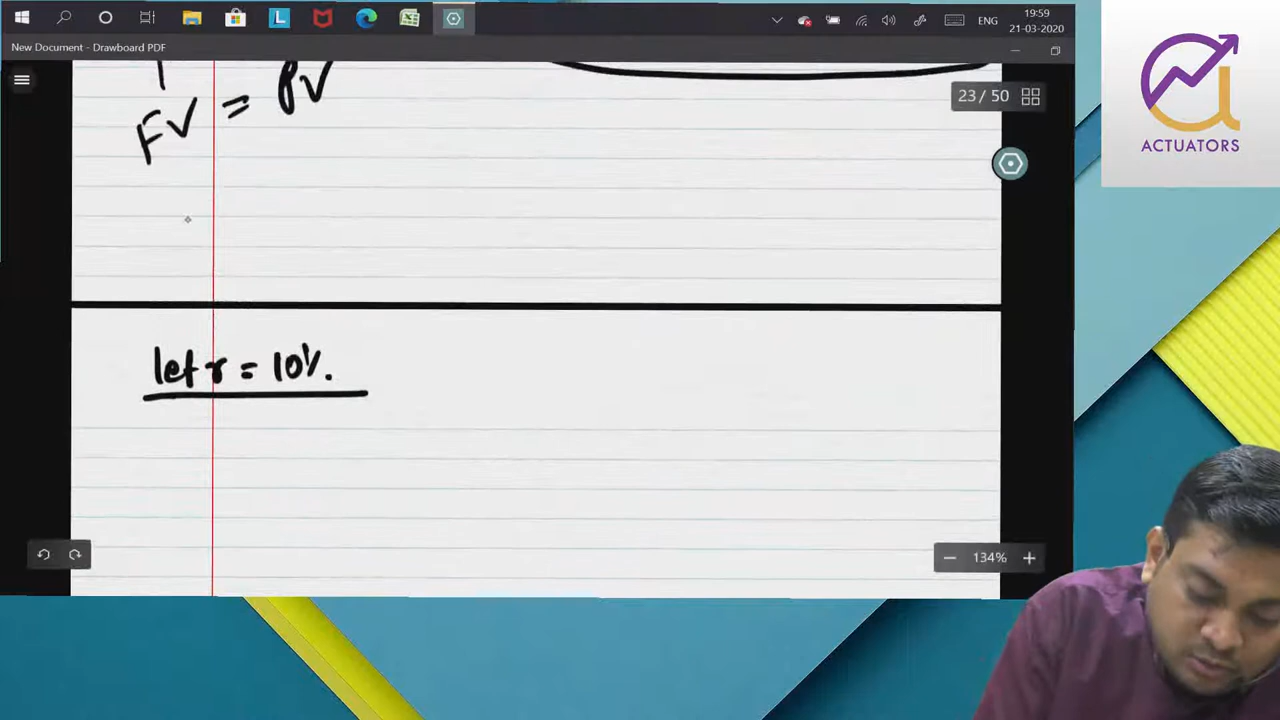 19:59
ENG
21-03-2020
New Document - Drawboard PDF
FV = PV
23 / 50
ACTUATORS
let r = 10%.
134%